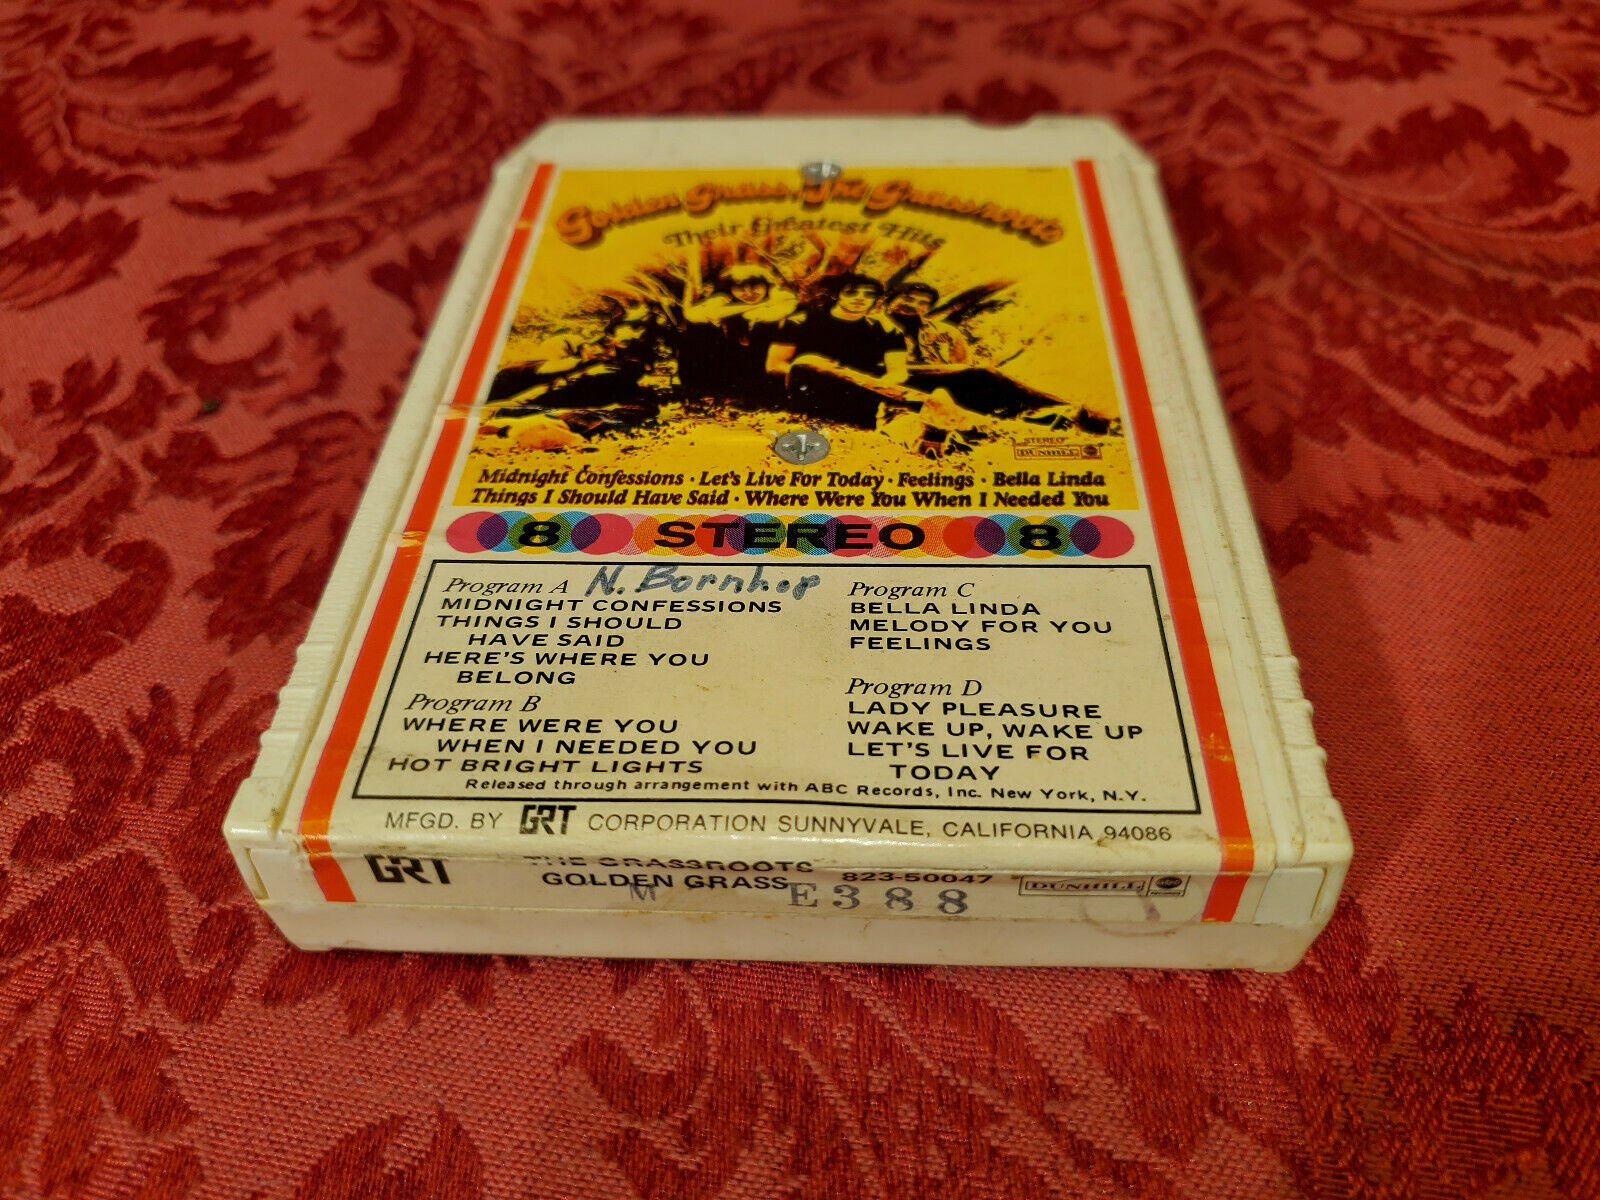 Golden Grass, The Grassroots
Their Greatest Hits
STEREO
DUNHILL
Midnight Confessions · Let's Live For Today · Feelings · Bella Linda
Things I Should Have Said · Where Were You When I Needed You
8 STEREO 8
Program A N. Bornhop
MIDNIGHT CONFESSIONS
THINGS I SHOULD
HAVE SAID
HERE'S WHERE YOU
BELONG
Program B
WHERE WERE YOU
WHEN I NEEDED YOU
HOT BRIGHT LIGHTS
Program C
BELLA LINDA
MELODY FOR YOU
FEELINGS
Program D
LADY PLEASURE
WAKE UP, WAKE UP
LET'S LIVE FOR
TODAY
Released through arrangement with ABC Records, Inc. New York, N.Y.
MFGD. BY GRT CORPORATION SUNNYVALE, CALIFORNIA 94086
GRT THE GRASSROOTS 823-50047 DUNHILL
GOLDEN GRASS
M E388